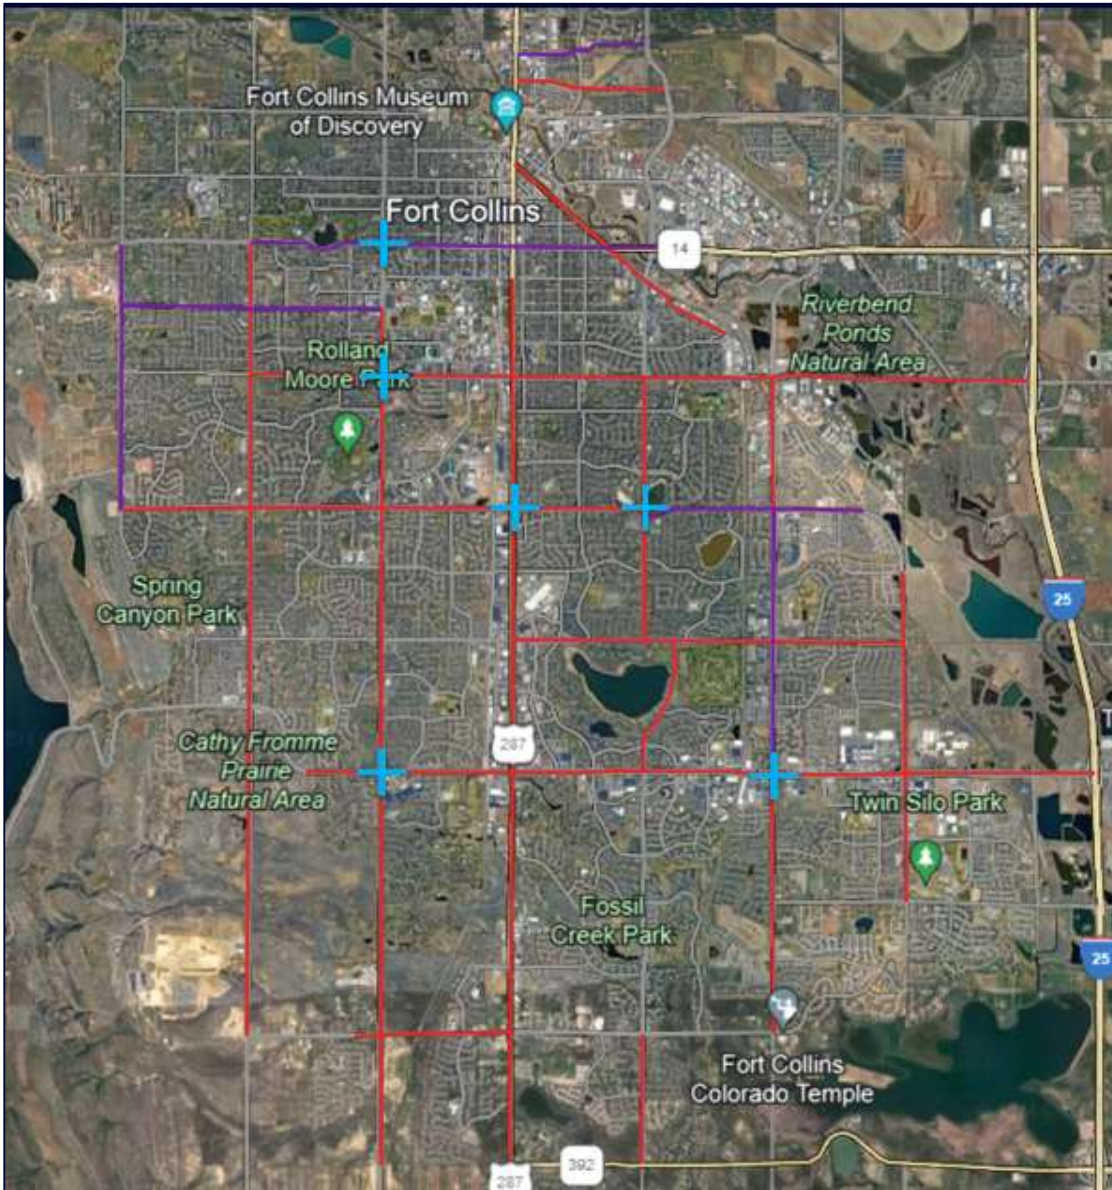 Fort Collins Museum
of Discovery
Fort Collins
14
Riverbend
Ponds
Natural Area
Rolland
Moore Park
Spring
Canyon Park
25
287
Cathy Fromme
Prairie
Natural Area
Twin Silo Park
Fossil
Creek Park
25
Fort Collins
Colorado Temple
392
287